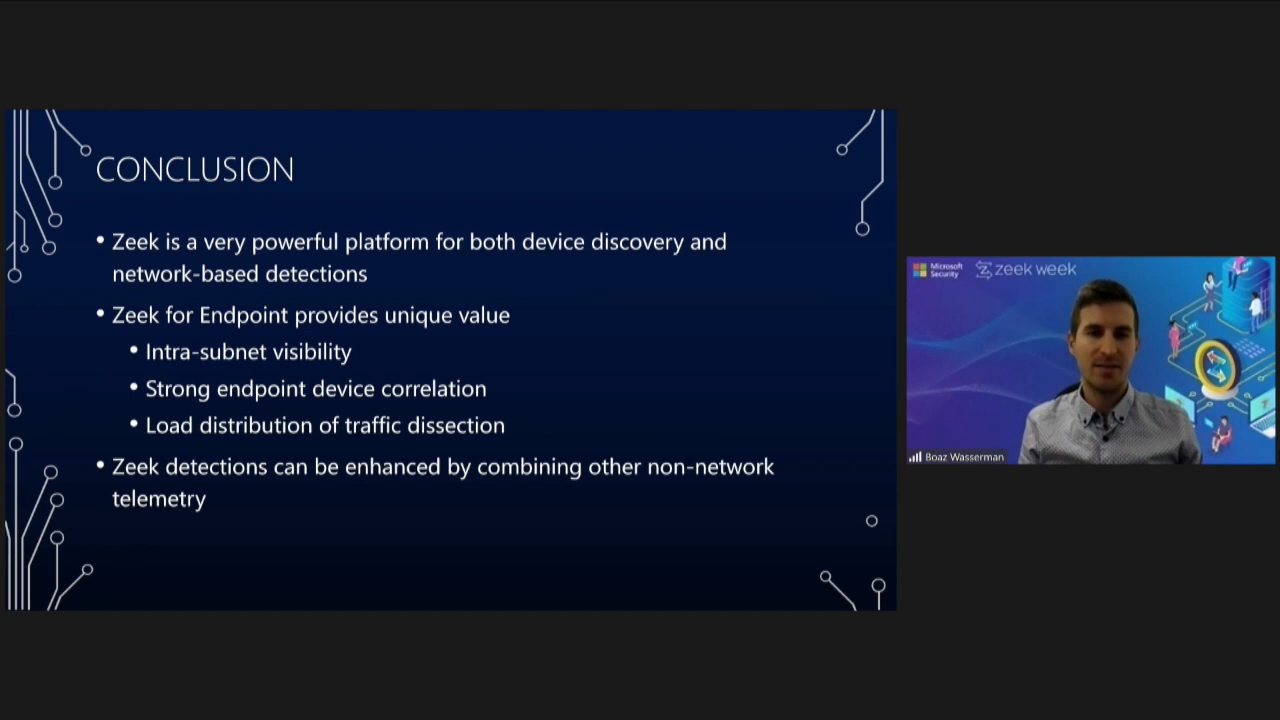 CONCLUSION
• Zeek is a very powerful platform for both device discovery and
network-based detections
• Zeek for Endpoint provides unique value
• Intra-subnet visibility
• Strong endpoint device correlation
• Load distribution of traffic dissection
• Zeek detections can be enhanced by combining other non-network
telemetry
Microsoft
Security
zeek week
Boaz Wasserman